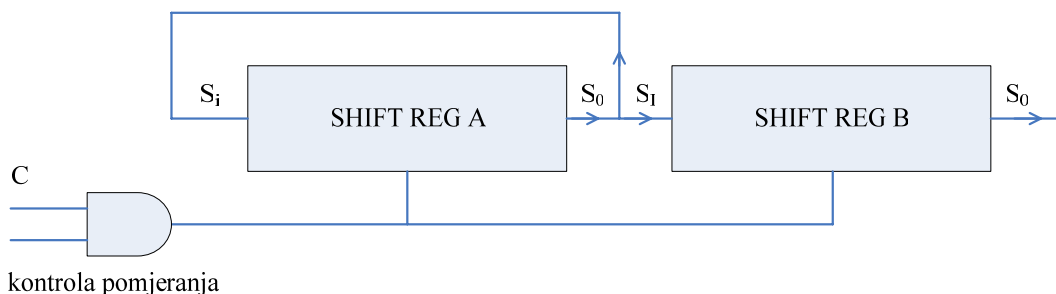 Si
SHIFT REG A
S0
SI
SHIFT REG B
S0
C
kontrola pomjeranja